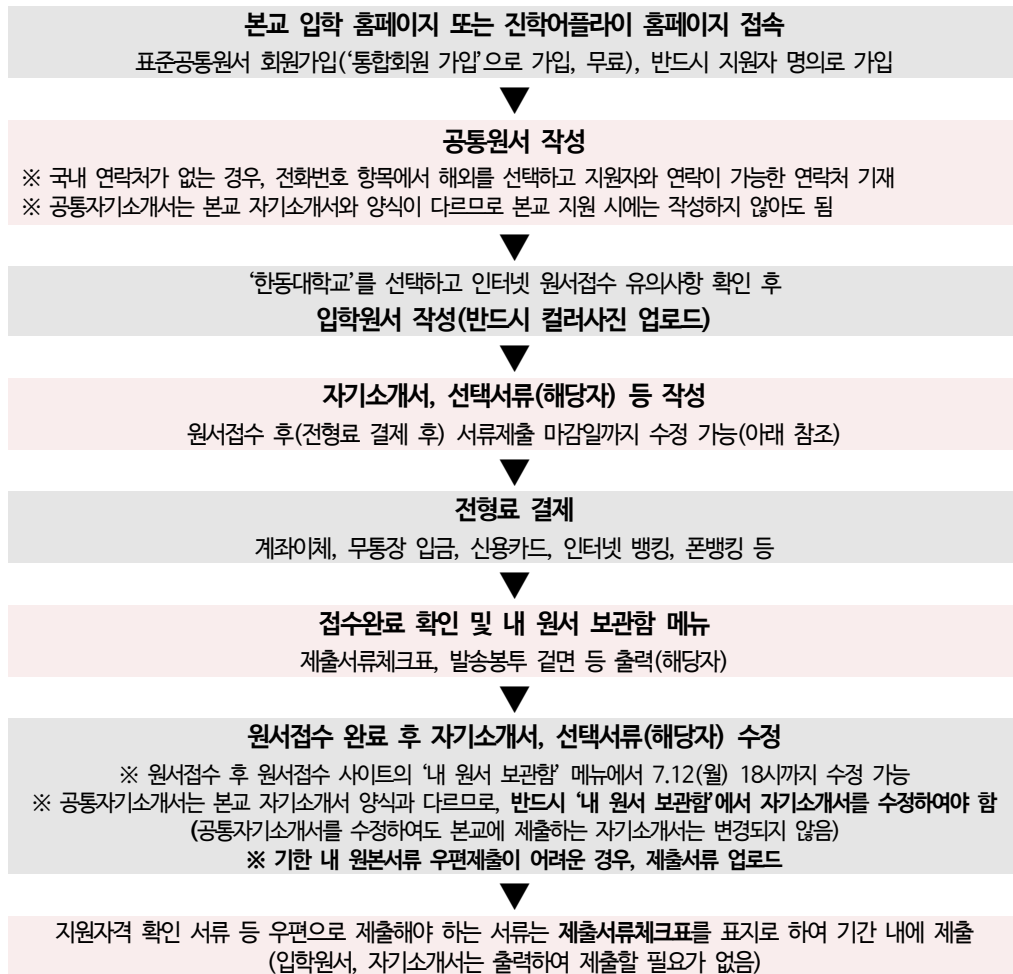 본교 입학 홈페이지 또는 진학어플라이 홈페이지 접속
표준공통원서 회원가입(‘통합회원 가입’으로 가입, 무료), 반드시 지원자 명의로 가입
▼
공통원서 작성
※ 국내 연락처가 없는 경우, 전화번호 항목에서 해외를 선택하고 지원자와 연락이 가능한 연락처 기재
※ 공통자기소개서는 본교 자기소개서와 양식이 다르므로 본교 지원 시에는 작성하지 않아도 됨
▼
‘한동대학교’를 선택하고 인터넷 원서접수 유의사항 확인 후
입학원서 작성(반드시 컬러사진 업로드)
▼
자기소개서, 선택서류(해당자) 등 작성
원서접수 후(전형료 결제 후) 서류제출 마감일까지 수정 가능(아래 참조)
▼
전형료 결제
계좌이체, 무통장 입금, 신용카드, 인터넷 뱅킹, 폰뱅킹 등
▼
접수완료 확인 및 내 원서 보관함 메뉴
제출서류체크표, 발송봉투 겉면 등 출력(해당자)
▼
원서접수 완료 후 자기소개서, 선택서류(해당자) 수정
※ 원서접수 후 원서접수 사이트의 ‘내 원서 보관함’ 메뉴에서 7.12(월) 18시까지 수정 가능
※ 공통자기소개서는 본교 자기소개서 양식과 다르므로, 반드시 ‘내 원서 보관함’에서 자기소개서를 수정하여야 함
(공통자기소개서를 수정하여도 본교에 제출하는 자기소개서는 변경되지 않음)
※ 기한 내 원본서류 우편제출이 어려운 경우, 제출서류 업로드
▼
지원자격 확인 서류 등 우편으로 제출해야 하는 서류는 제출서류체크표를 표지로 하여 기간 내에 제출
(입학원서, 자기소개서는 출력하여 제출할 필요가 없음)